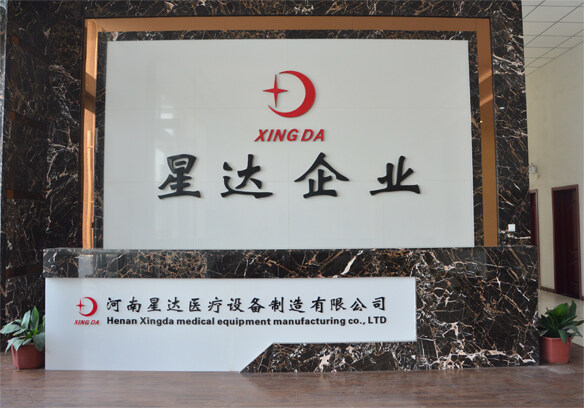 XING DA
星达企业
XING DA
河南星达医疗设备制造有限公司
Henan Xingda medical equipment manufacturing co., LTD